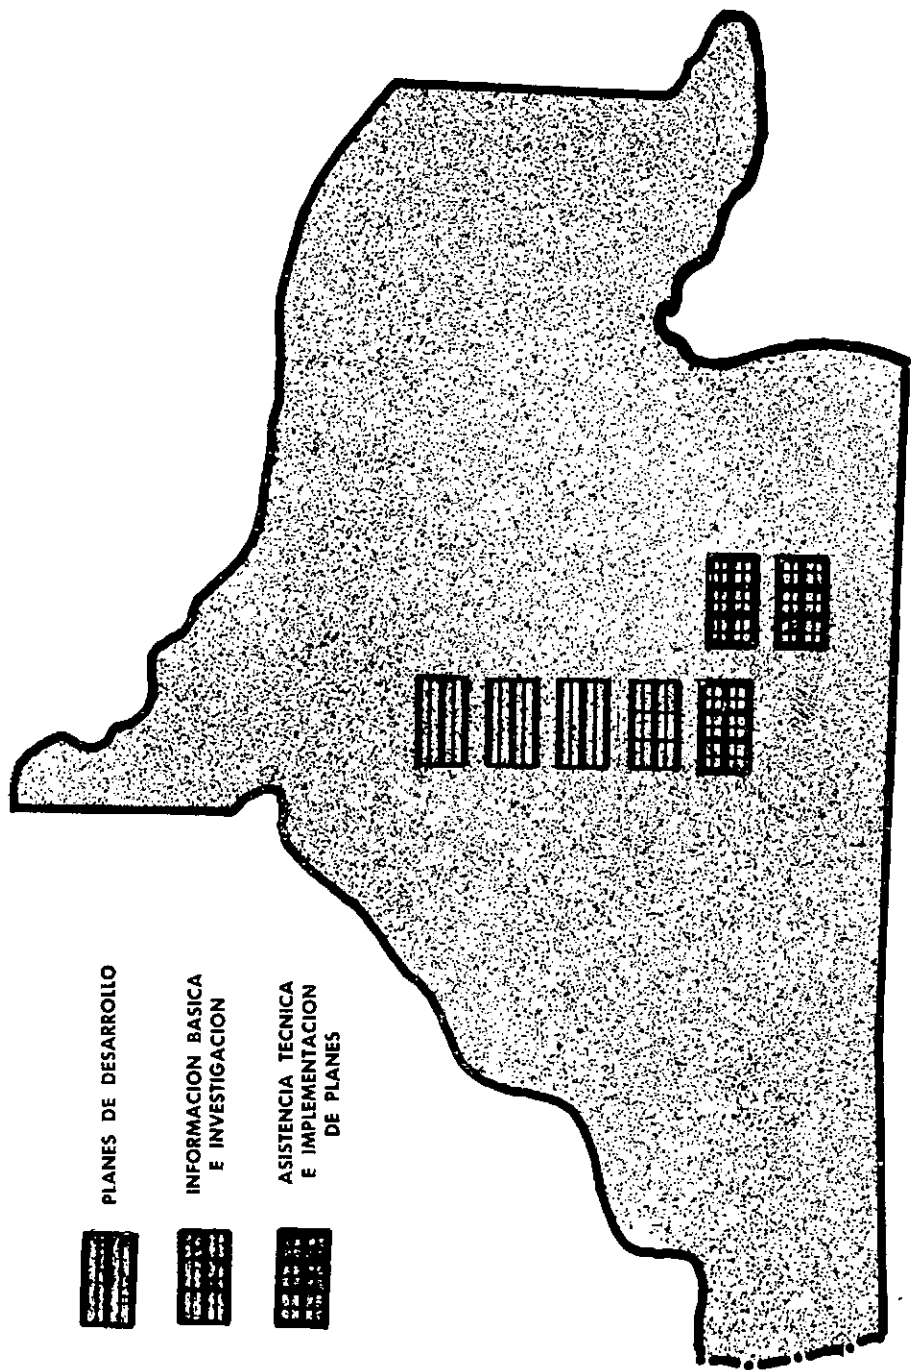 PLANES DE DESARROLLO
INFORMACION BASICA
E INVESTIGACION
ASISTENCIA TECNICA
E IMPLEMENTACION
DE PLANES